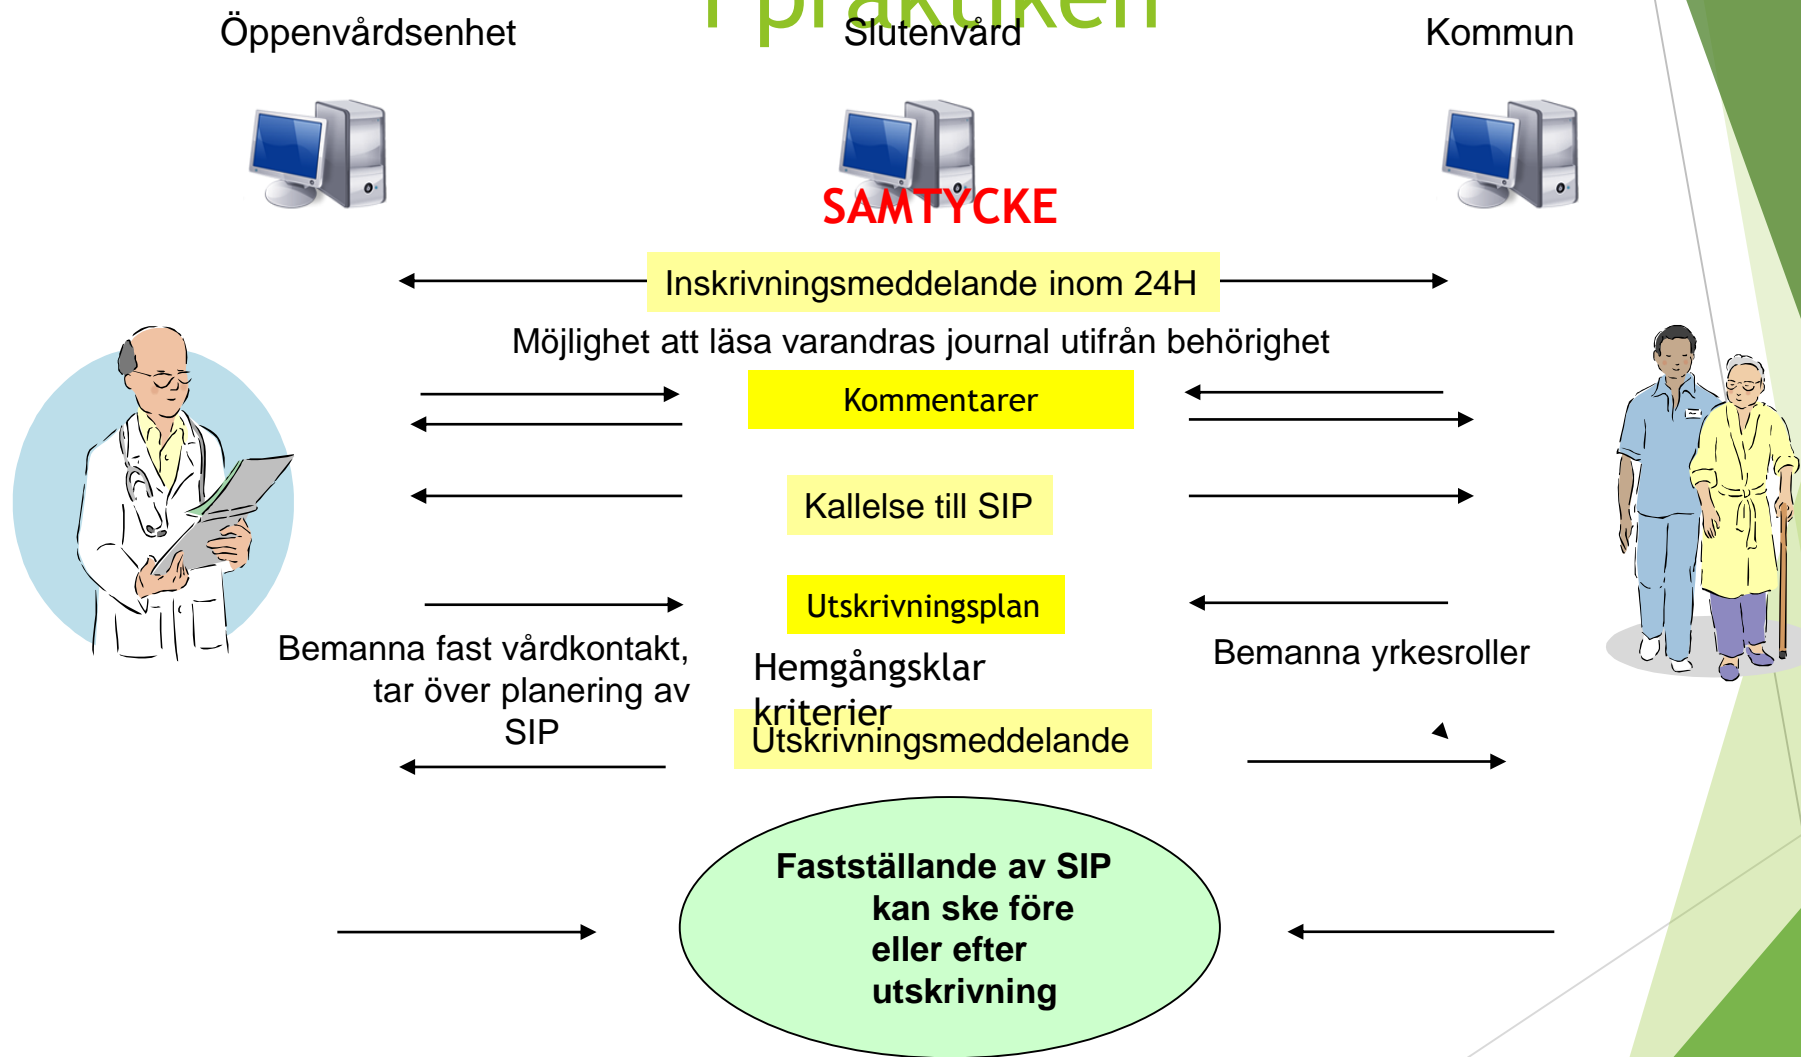 I praktiken
Öppenvårdsenhet
Slutenvård
Kommun
SAMTYCKE
Inskrivningsmeddelande inom 24H
Möjlighet att läsa varandras journal utifrån behörighet
Kommentarer
Kallelse till SIP
Utskrivningsplan
Bemanna fast vårdkontakt,
tar över planering av
SIP
Hemgångsklar
kriterier
Bemanna yrkesroller
Utskrivningsmeddelande
Fastställande av SIP
kan ske före
eller efter
utskrivning